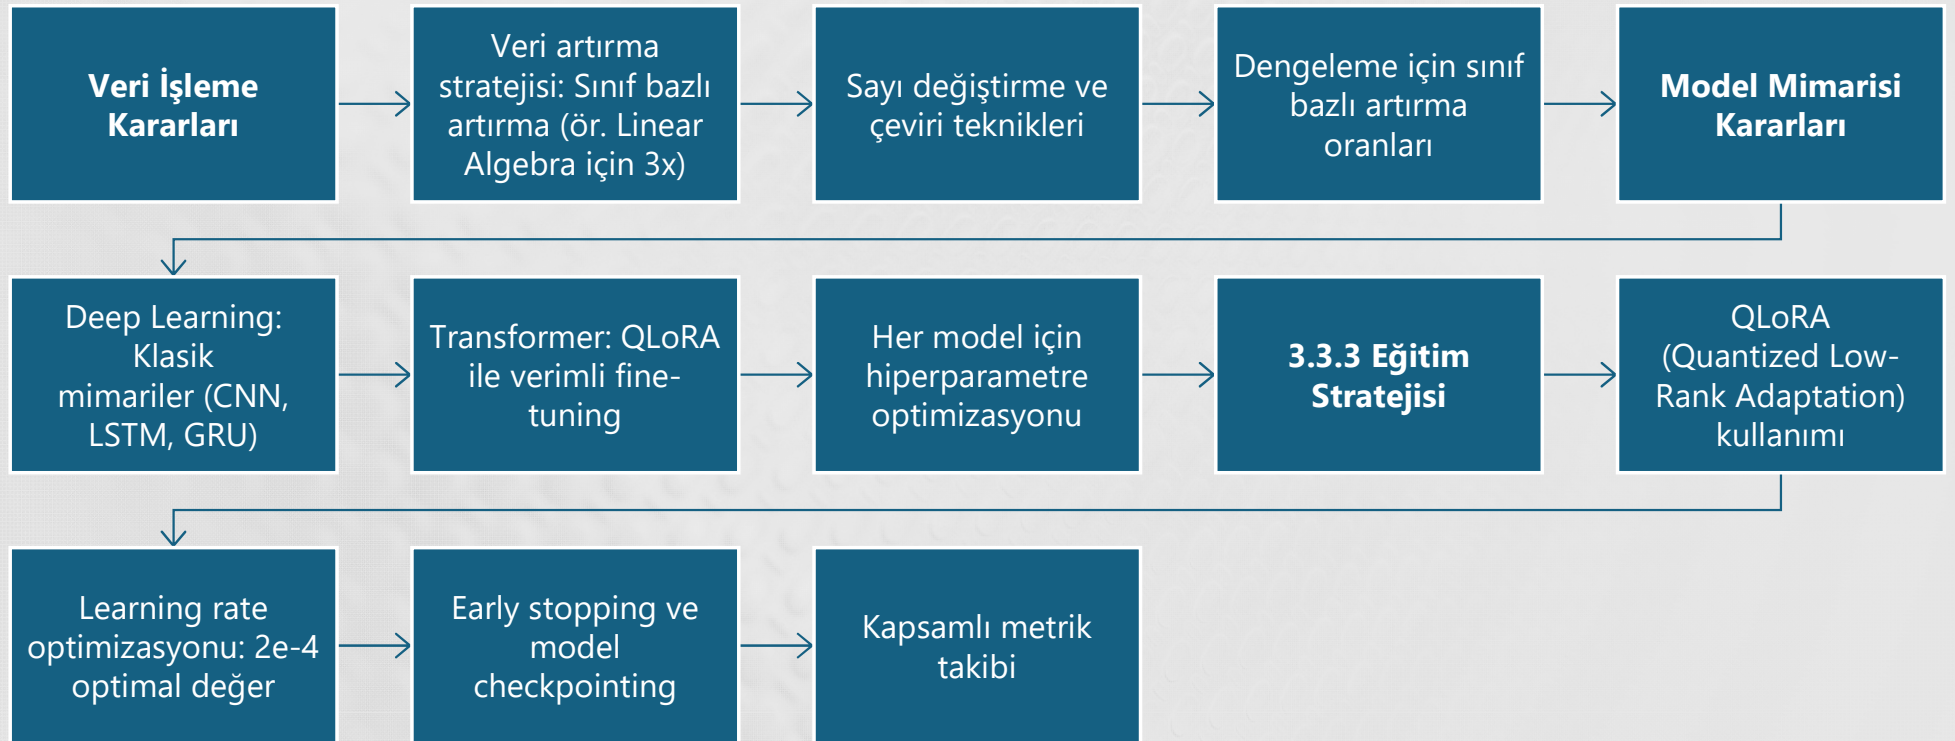 Veri İşleme
Kararları
Veri artırma
stratejisi: Sınıf bazlı
artırma (ör. Linear
Algebra için 3x)
Sayı değiştirme ve
çeviri teknikleri
Dengeleme için sınıf
bazlı artırma
oranları
Model Mimarisi
Kararları
Deep Learning:
Klasik
mimariler (CNN,
LSTM, GRU)
Transformer: QLoRA
ile verimli fine-
tuning
Her model için
hiperparametre
optimizasyonu
3.3.3 Eğitim
Stratejisi
QLoRA
(Quantized Low-
Rank Adaptation)
kullanımı
Learning rate
optimizasyonu: 2e-4
optimal değer
Early stopping ve
model
checkpointing
Kapsamlı metrik
takibi